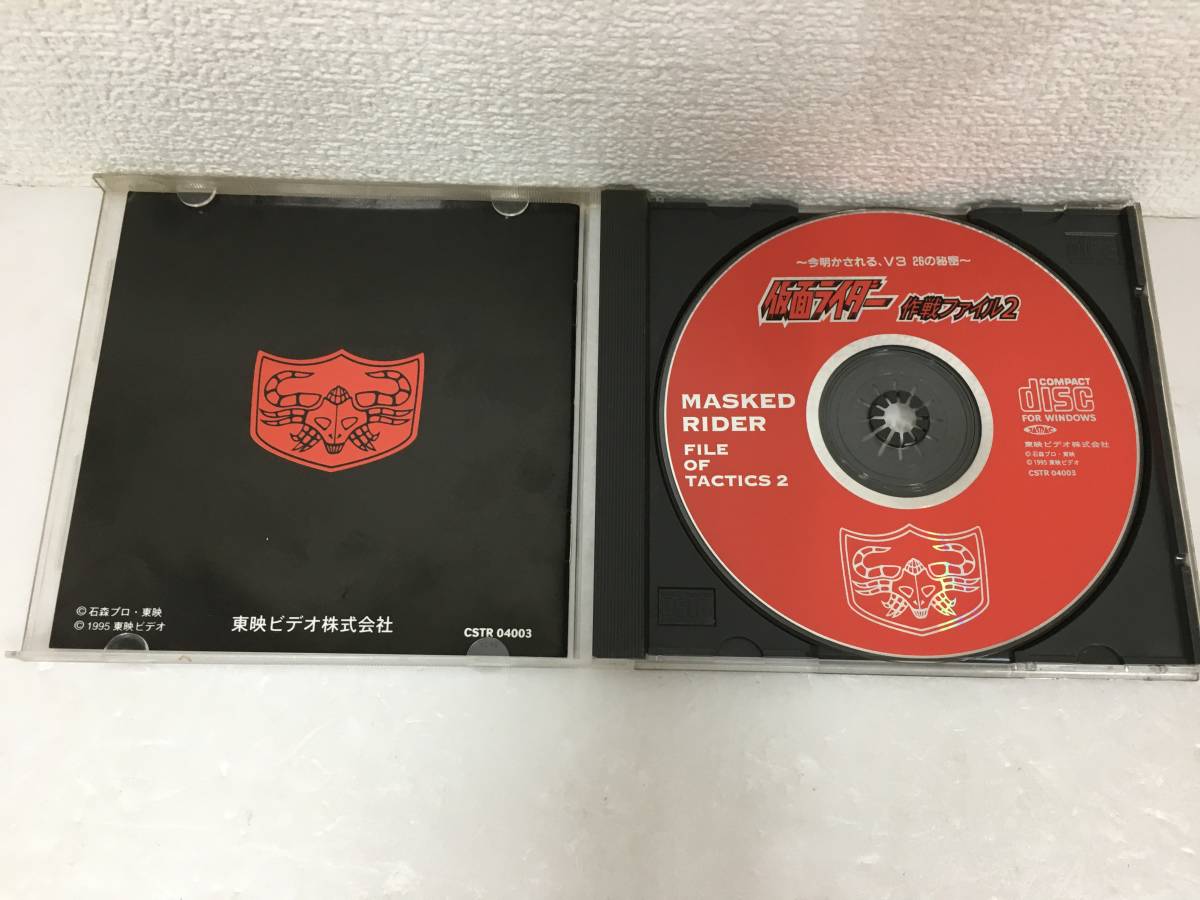 ©石森プロ・東映
©1995 東映ビデオ
東映ビデオ株式会社
CSTR 04003
〜今明かされる、V3 26の秘密〜
仮面ライダー 作戦ファイル2
MASKED
RIDER
FILE
OF
TACTICS 2
COMPACT
disc
FOR WINDOWS
東映ビデオ株式会社
©石森プロ・東映
©1995 東映ビデオ
CSTR 04003